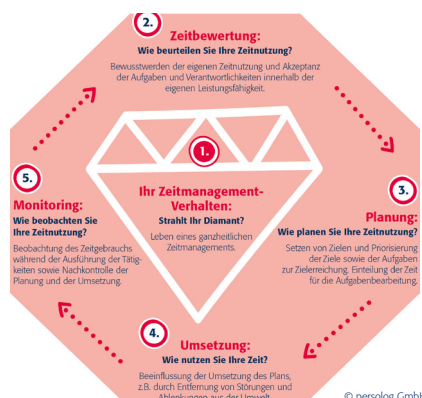 2.
Zeitbewertung:
Wie beurteilen Sie Ihre Zeitnutzung?
Bewusstwerden der eigenen Zeitnutzung und Akzeptanz
der Aufgaben und Verantwortlichkeiten innerhalb der
eigenen Leistungsfähigkeit.
1.
Ihr Zeitmanagement-
Verhalten:
Strahlt Ihr Diamant?
Leben eines ganzheitlichen
Zeitmanagements.
5.
Monitoring:
Wie beobachten Sie
Ihre Zeitnutzung?
Beobachtung des Zeitgebrauchs
während der Ausführung der Tätig-
keiten sowie Nachkontrolle der
Planung und der Umsetzung.
3.
Planung:
Wie planen Sie Ihre Zeitnutzung?
Setzen von Zielen und Priorisierung
der Ziele sowie der Aufgaben
zur Zielerreichung. Einteilung der Zeit
für die Aufgabenbearbeitung.
4.
Umsetzung:
Wie nutzen Sie Ihre Zeit?
Beeinflussung der Umsetzung des Plans,
z.B. durch Entfernung von Störungen und
Ablenkungen aus der Umwelt.
© persolog GmbH